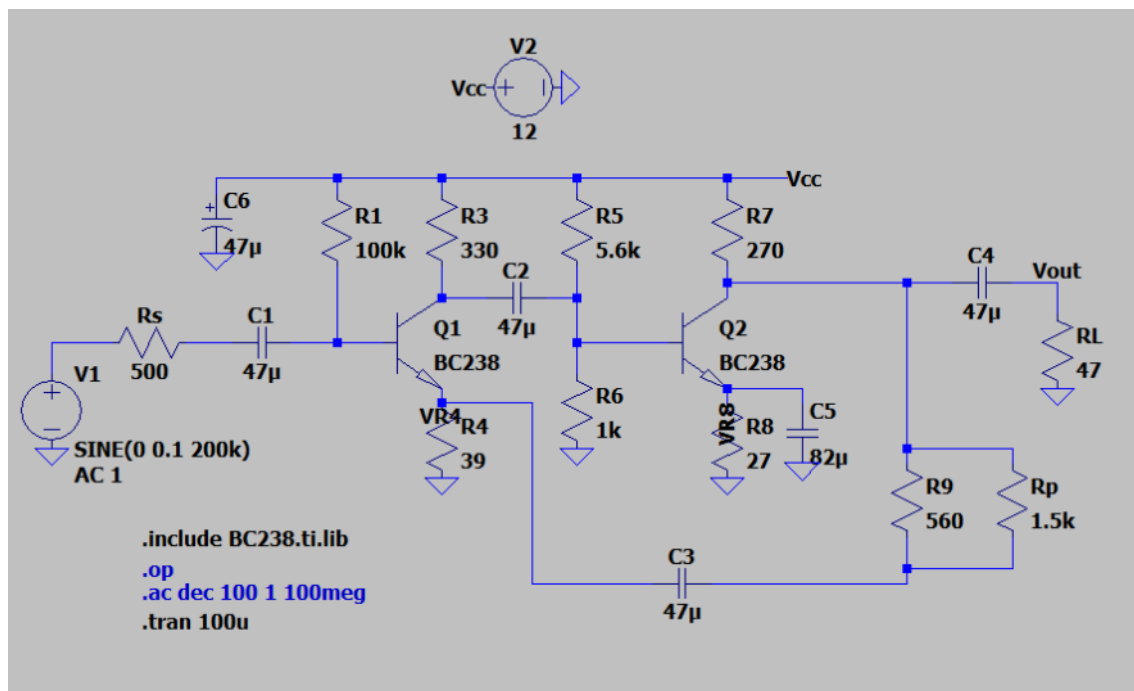 V2
Vcc
12
Vcc
C6
47µ
R1
100k
R3
330
R5
5.6k
R7
270
C2
47µ
C4
47µ
Vout
Rs
500
C1
47µ
Q1
BC238
Q2
BC238
RL
47
V1
SINE(0 0.1 200k)
AC 1
VR4
R4
39
R6
1k
VR8
R8
27
C5
82µ
R9
560
Rp
1.5k
C3
47µ
.include BC238.ti.lib
.op
.ac dec 100 1 100meg
.tran 100u